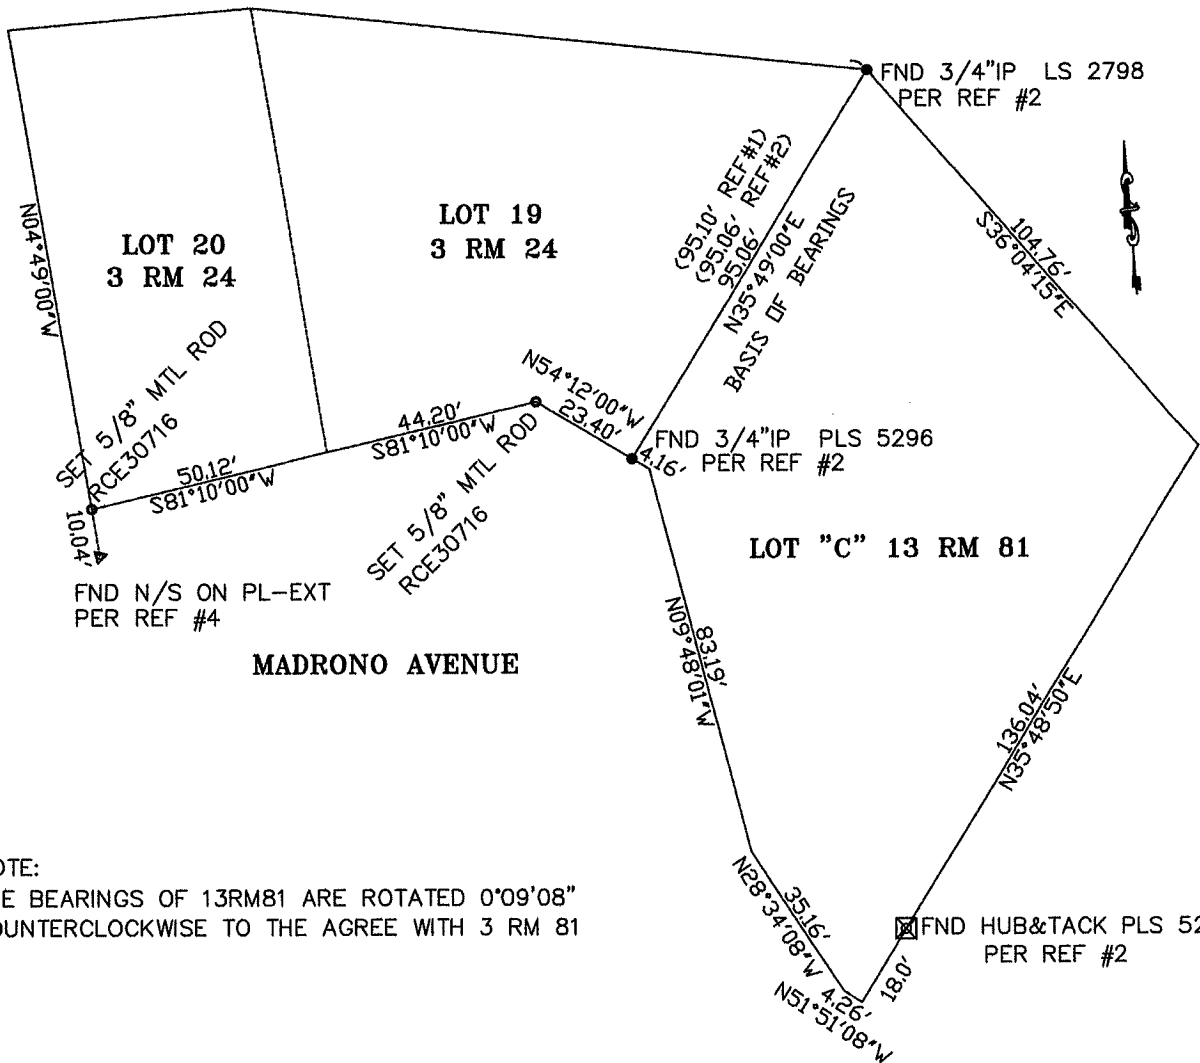 FND 3/4"IP LS 2798
PER REF #2
<95.10' REF#1>
<95.06' REF#2>
95.06'
N35°49'00"E
BASIS OF BEARINGS
104.76'
S36°04'15"E
LOT 19
3 RM 24
LOT 20
3 RM 24
N04°49'00"W
SET 5/8" MTL ROD
RCE30716
50.12'
S81°10'00"W
44.20'
S81°10'00"W
N54°12'00"W
23.40'
SET 5/8" MTL ROD
RCE30716
FND 3/4"IP PLS 5296
PER REF #2
4.16'
10.04'
FND N/S ON PL-EXT
PER REF #4
LOT "C" 13 RM 81
MADRONO AVENUE
83.19'
N09°48'01"W
136.04'
N35°48'50"E
OTE:
E BEARINGS OF 13RM81 ARE ROTATED 0°09'08"
OUNTERCLOCKWISE TO THE AGREE WITH 3 RM 81
35.16'
N28°34'08"W
FND HUB&TACK PLS 52
PER REF #2
18.0'
4.26'
N51°51'08"W